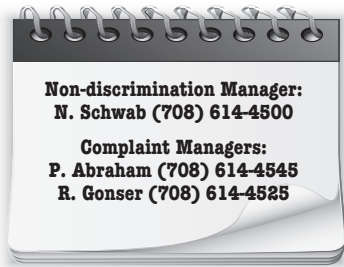 Non-discrimination Manager:
N. Schwab (708) 614-4500
Complaint Managers:
P. Abraham (708) 614-4545
R. Gonser (708) 614-4525